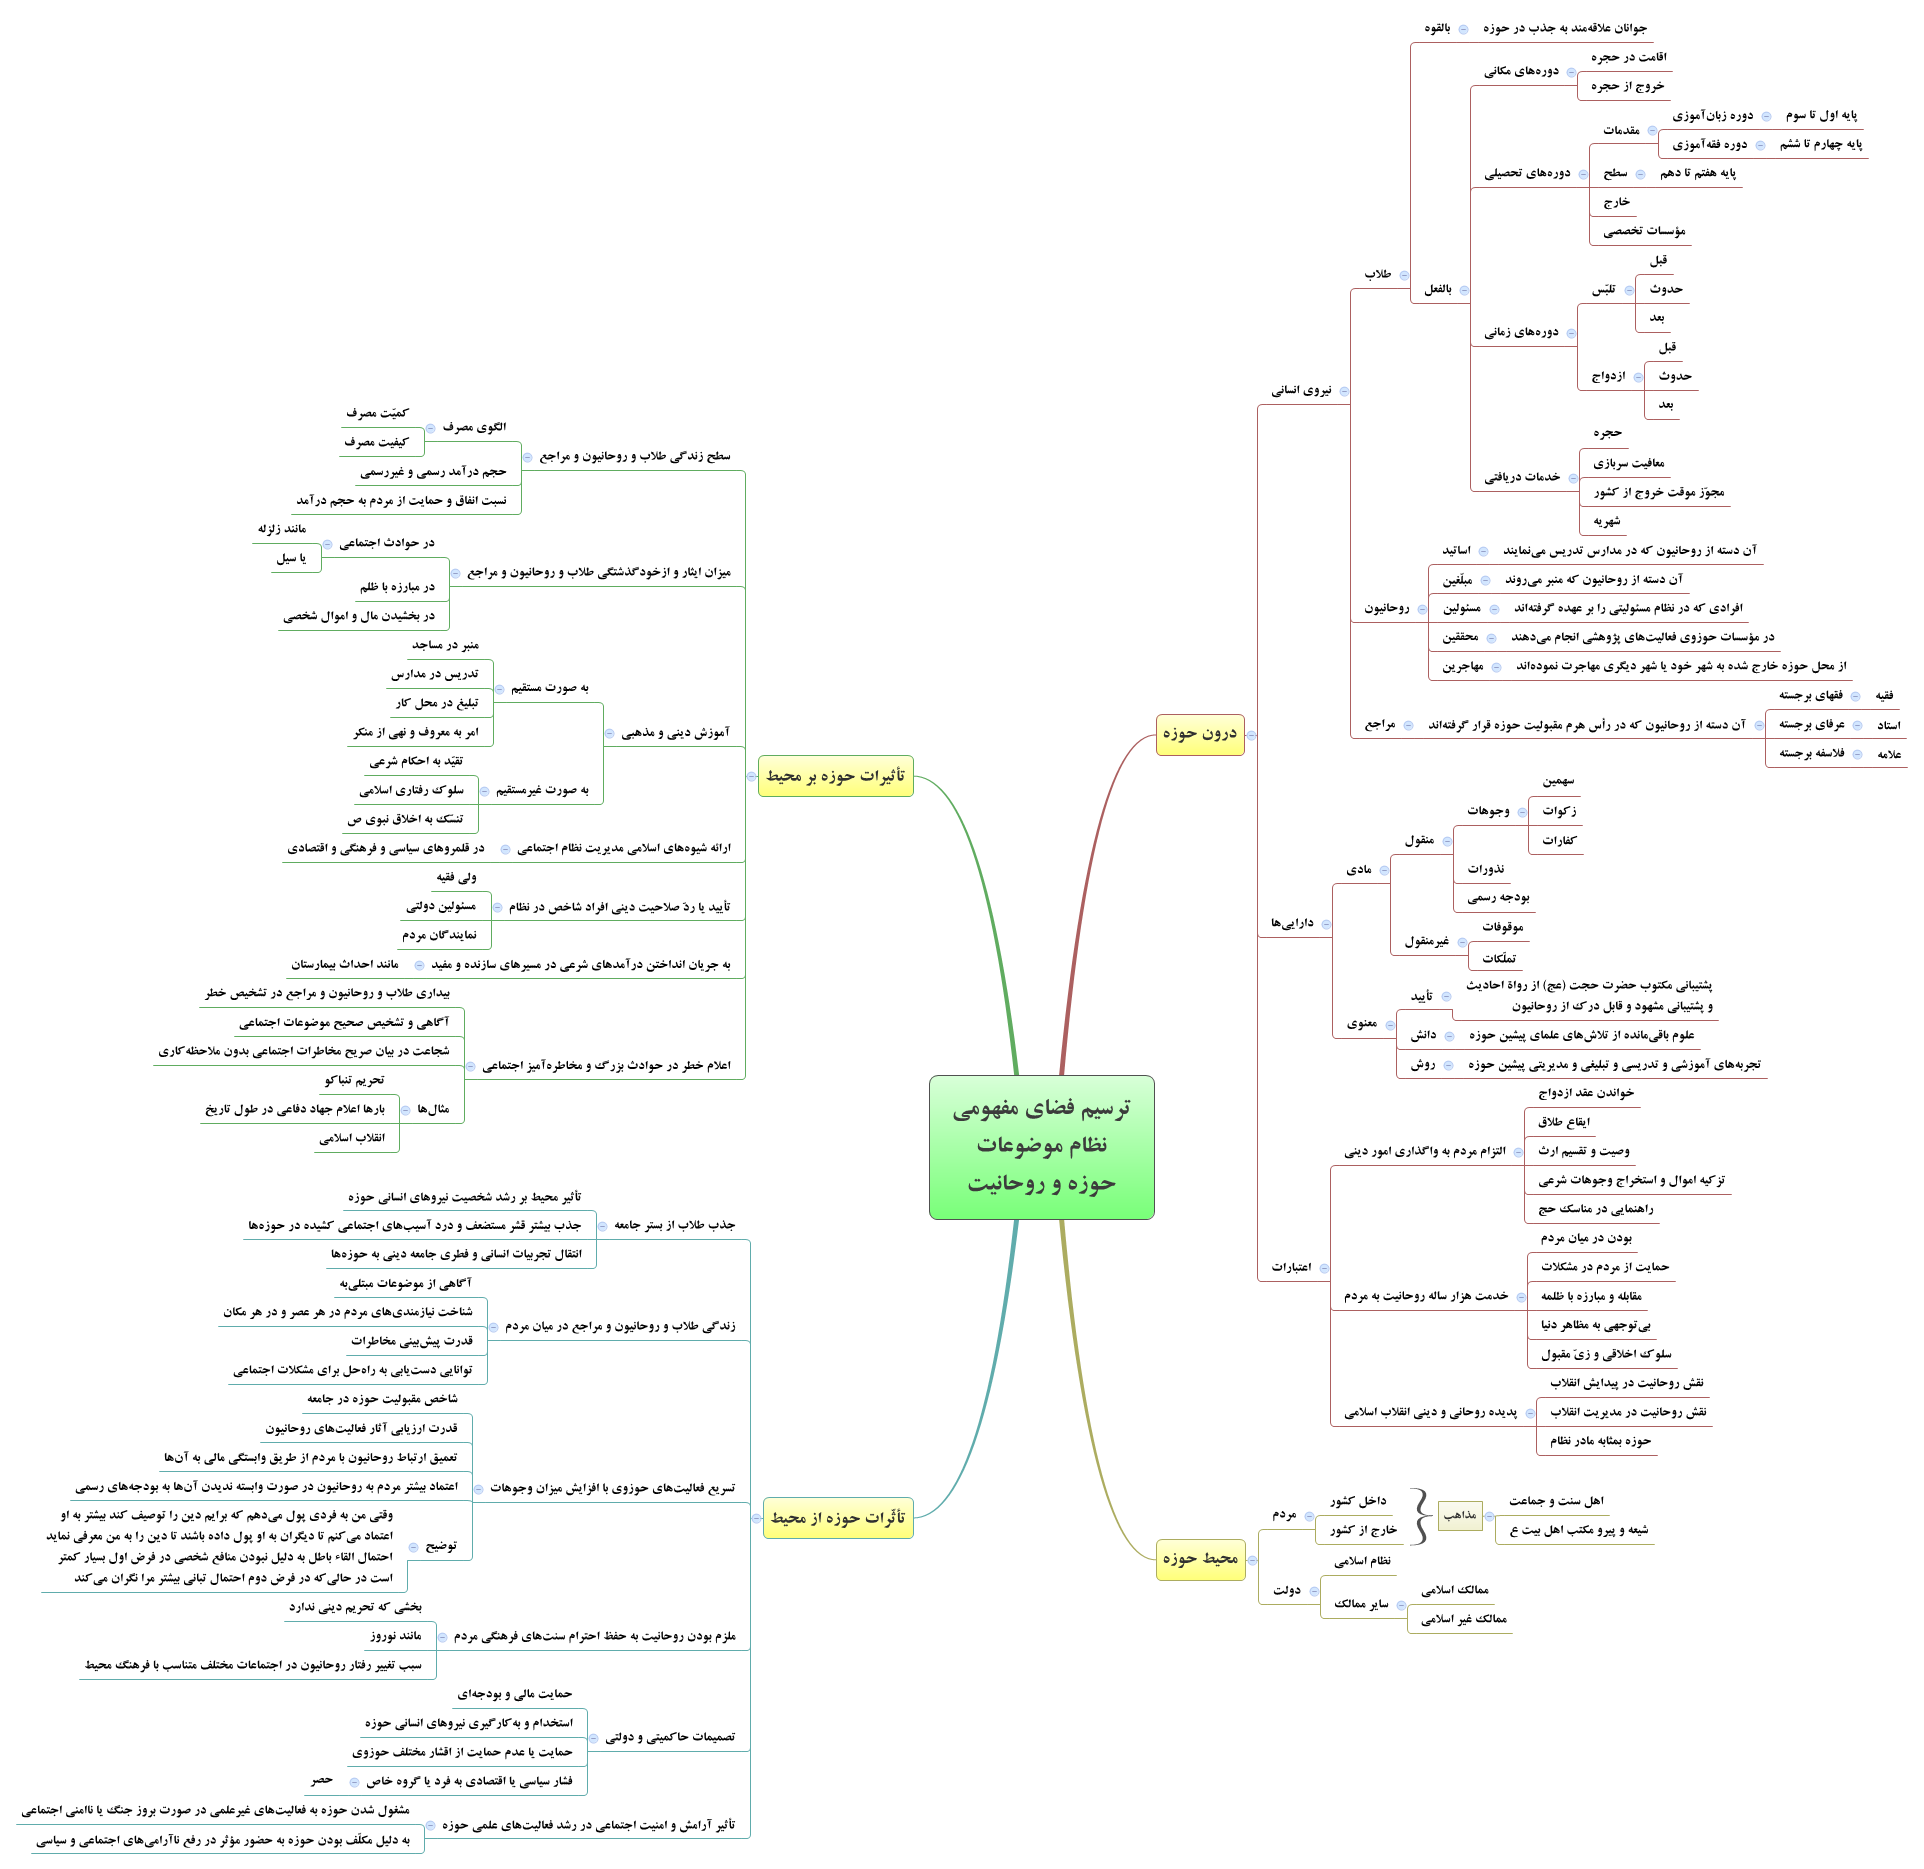 ترسیم فضای مفهومی
نظام موضوعات
حوزه و روحانیت
درون حوزه
نیروی انسانی
طلاب
بالقوه
جوانان علاقه‌مند به جذب در حوزه
بالفعل
دوره‌های مکانی
اقامت در حجره
خروج از حجره
دوره‌های تحصیلی
مقدمات
دوره زبان‌آموزی
پایه اول تا سوم
دوره فقه‌آموزی
پایه چهارم تا ششم
سطح
پایه هفتم تا دهم
خارج
مؤسسات تخصصی
دوره‌های زمانی
تلبّس
قبل
حدوث
بعد
ازدواج
قبل
حدوث
بعد
خدمات دریافتی
حجره
معافیت سربازی
مجوّز موقت خروج از کشور
شهریه
روحانیون
اساتید
آن دسته از روحانیون که در مدارس تدریس می‌نمایند
مبلّغین
آن دسته از روحانیون که منبر می‌روند
مسئولین
افرادی که در نظام مسئولیتی را بر عهده گرفته‌اند
محققین
در مؤسسات حوزوی فعالیت‌های پژوهشی انجام می‌دهند
مهاجرین
از محل حوزه خارج شده به شهر خود یا شهر دیگری مهاجرت نموده‌اند
مراجع
آن دسته از روحانیون که در رأس هرم مقبولیت حوزه قرار گرفته‌اند
فقهای برجسته
فقیه
عرفای برجسته
استاد
فلاسفه برجسته
علامه
دارایی‌ها
مادی
منقول
وجوهات
سهمین
زکوات
کفارات
نذورات
بودجه رسمی
غیرمنقول
موقوفات
تملّکات
معنوی
تأیید
پشتیبانی مکتوب حضرت حجت (عج) از رواة احادیث
و پشتیبانی مشهود و قابل درک از روحانیون
دانش
علوم باقی‌مانده از تلاش‌های علمای پیشین حوزه
روش
تجربه‌های آموزشی و تدریسی و تبلیغی و مدیریتی پیشین حوزه
اعتبارات
التزام مردم به واگذاری امور دینی
خواندن عقد ازدواج
ایقاع طلاق
وصیت و تقسیم ارث
تزکیه اموال و استخراج وجوهات شرعی
راهنمایی در مناسک حج
خدمت هزار ساله روحانیت به مردم
بودن در میان مردم
حمایت از مردم در مشکلات
مقابله و مبارزه با ظلمه
بی‌توجهی به مظاهر دنیا
سلوک اخلاقی و زیّ مقبول
پدیده روحانی و دینی انقلاب اسلامی
نقش روحانیت در پیدایش انقلاب
نقش روحانیت در مدیریت انقلاب
حوزه بمثابه مادر نظام
محیط حوزه
مردم
داخل کشور
خارج از کشور
مذاهب
اهل سنت و جماعت
شیعه و پیرو مکتب اهل بیت ع
دولت
نظام اسلامی
سایر ممالک
ممالک اسلامی
ممالک غیر اسلامی
تأثیرات حوزه بر محیط
سطح زندگی طلاب و روحانیون و مراجع
الگوی مصرف
کمیّت مصرف
کیفیت مصرف
حجم درآمد رسمی و غیررسمی
نسبت انفاق و حمایت از مردم به حجم درآمد
میزان ایثار و ازخودگذشتگی طلاب و روحانیون و مراجع
در حوادث اجتماعی
مانند زلزله
یا سیل
در مبارزه با ظلم
در بخشیدن مال و اموال شخصی
آموزش دینی و مذهبی
به صورت مستقیم
منبر در مساجد
تدریس در مدارس
تبلیغ در محل کار
امر به معروف و نهی از منکر
به صورت غیرمستقیم
تقیّد به احکام شرعی
سلوک رفتاری اسلامی
تنسّک به اخلاق نبوی ص
ارائه شیوه‌های اسلامی مدیریت نظام اجتماعی
در قلمروهای سیاسی و فرهنگی و اقتصادی
تأیید یا ردّ صلاحیت دینی افراد شاخص در نظام
ولی فقیه
مسئولین دولتی
نمایندگان مردم
به جریان انداختن درآمدهای شرعی در مسیرهای سازنده و مفید
مانند احداث بیمارستان
اعلام خطر در حوادث بزرگ و مخاطره‌آمیز اجتماعی
بیداری طلاب و روحانیون و مراجع در تشخیص خطر
آگاهی و تشخیص صحیح موضوعات اجتماعی
شجاعت در بیان صریح مخاطرات اجتماعی بدون ملاحظه‌کاری
مثال‌ها
تحریم تنباکو
بارها اعلام جهاد دفاعی در طول تاریخ
انقلاب اسلامی
تأثّرات حوزه از محیط
جذب طلاب از بستر جامعه
تأثیر محیط بر رشد شخصیت نیروهای انسانی حوزه
جذب بیشتر قشر مستضعف و درد آسیب‌های اجتماعی کشیده در حوزه‌ها
انتقال تجربیات انسانی و فطری جامعه دینی به حوزه‌ها
زندگی طلاب و روحانیون و مراجع در میان مردم
آگاهی از موضوعات مبتلی‌به
شناخت نیازمندی‌های مردم در هر عصر و در هر مکان
قدرت پیش‌بینی مخاطرات
توانایی دست‌یابی به راه‌حل برای مشکلات اجتماعی
تسریع فعالیت‌های حوزوی با افزایش میزان وجوهات
شاخص مقبولیت حوزه در جامعه
قدرت ارزیابی آثار فعالیت‌های روحانیون
تعمیق ارتباط روحانیون با مردم از طریق وابستگی مالی به آن‌ها
اعتماد بیشتر مردم به روحانیون در صورت وابسته ندیدن آن‌ها به بودجه‌های رسمی
توضیح
وقتی من به فردی پول می‌دهم که برایم دین را توصیف کند بیشتر به او
اعتماد می‌کنم تا دیگران به او پول داده باشند تا دین را به من معرفی نماید
احتمال القاء باطل به دلیل نبودن منافع شخصی در فرض اول بسیار کمتر
است در حالی‌که در فرض دوم احتمال تبانی بیشتر مرا نگران می‌کند
ملزم بودن روحانیت به حفظ احترام سنت‌های فرهنگی مردم
بخشی که تحریم دینی ندارد
مانند نوروز
سبب تغییر رفتار روحانیون در اجتماعات مختلف متناسب با فرهنگ محیط
تصمیمات حاکمیتی و دولتی
حمایت مالی و بودجه‌ای
استخدام و به‌کارگیری نیروهای انسانی حوزه
حمایت یا عدم حمایت از اقشار مختلف حوزوی
فشار سیاسی یا اقتصادی به فرد یا گروه خاص
حصر
تأثیر آرامش و امنیت اجتماعی در رشد فعالیت‌های علمی حوزه
مشغول شدن حوزه به فعالیت‌های غیرعلمی در صورت بروز جنگ یا ناامنی اجتماعی
به دلیل مکلّف بودن حوزه به حضور مؤثر در رفع ناآرامی‌های اجتماعی و سیاسی